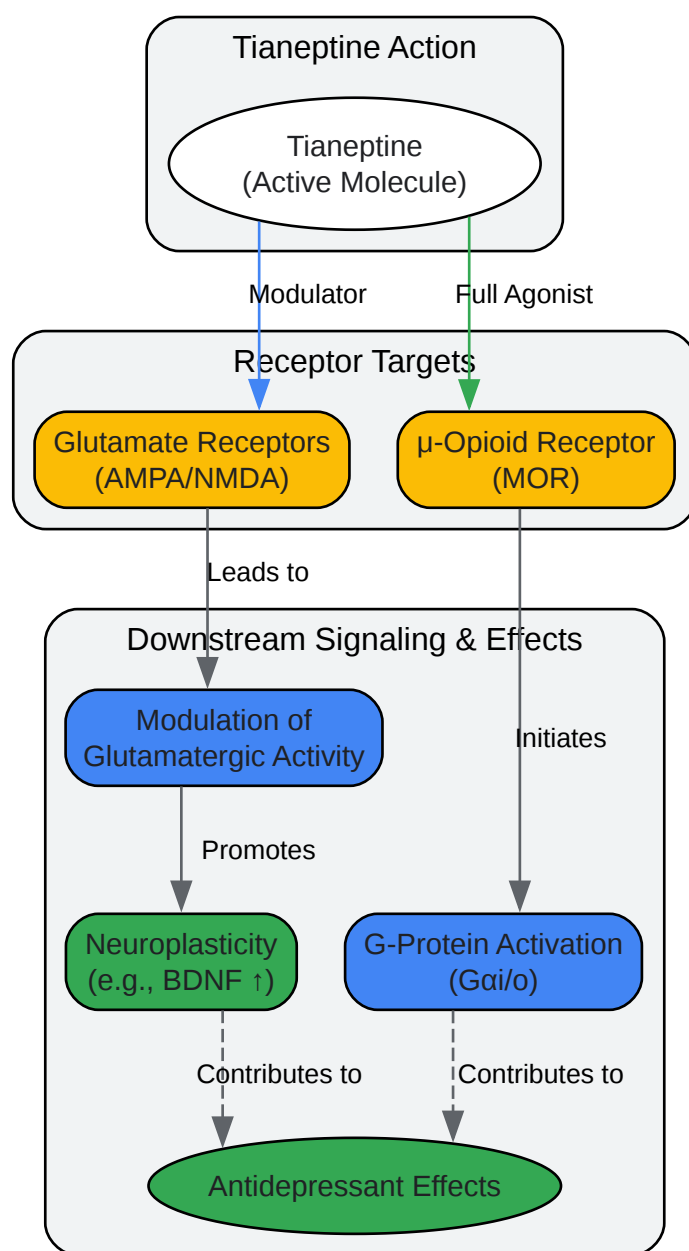 Tianeptine Action
Tianeptine
(Active Molecule)
Modulator
Full Agonist
Receptor Targets
Glutamate Receptors
(AMPA/NMDA)
μ-Opioid Receptor
(MOR)
Leads to
Downstream Signaling & Effects
Modulation of
Glutamatergic Activity
Initiates
Promotes
Neuroplasticity
(e.g., BDNF ↑)
G-Protein Activation
(Gαi/o)
Contributes to
Contributes to
Antidepressant Effects